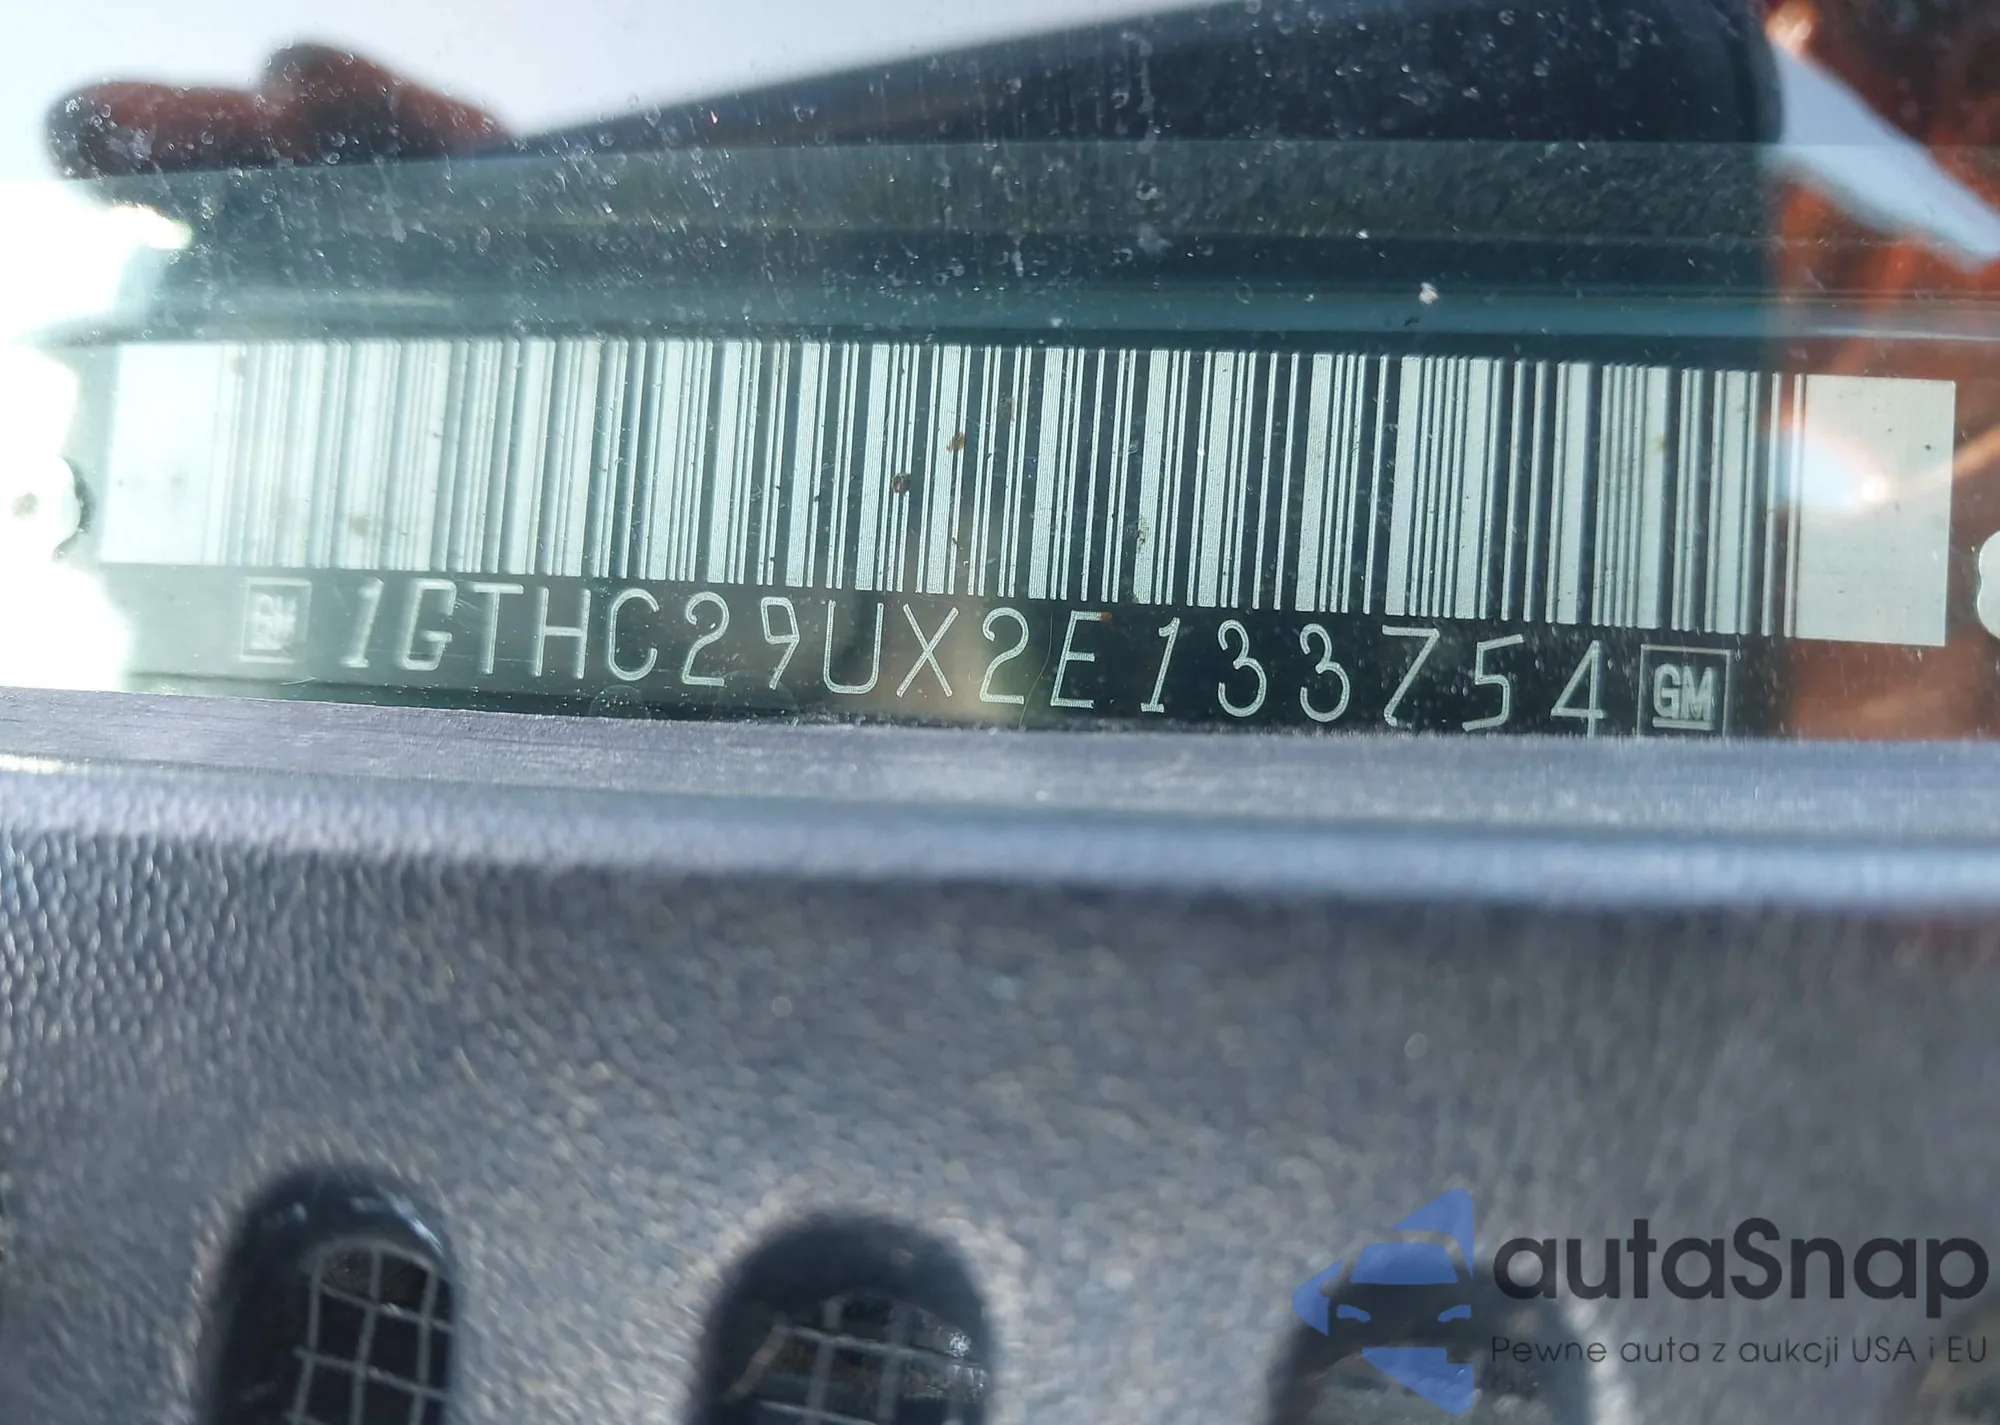 GM 1GTHC29UX2E133754 GM
autaSnap
Pewne auta z aukcji USA i EU